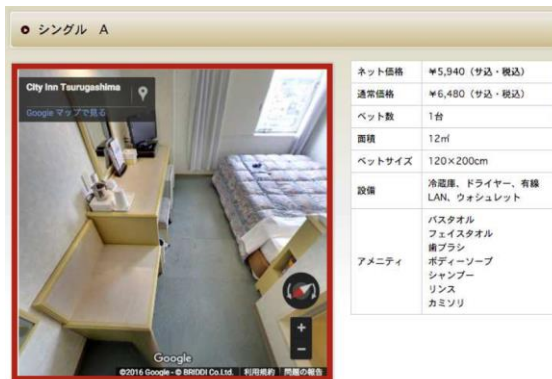 シングル A
City Inn Tsurugashima
Google マップで見る
Google
©2016 Google - © BRIDDI Co.Ltd. 利用規約 問題の報告
ネット価格 ¥5,940（サ込・税込）
通常価格 ¥6,480（サ込・税込）
ベット数 1台
面積 12㎡
ベットサイズ 120×200cm
設備 冷蔵庫、ドライヤー、有線
LAN、ウォシュレット
アメニティ
バスタオル
フェイスタオル
歯ブラシ
ボディーソープ
シャンプー
リンス
カミソリ